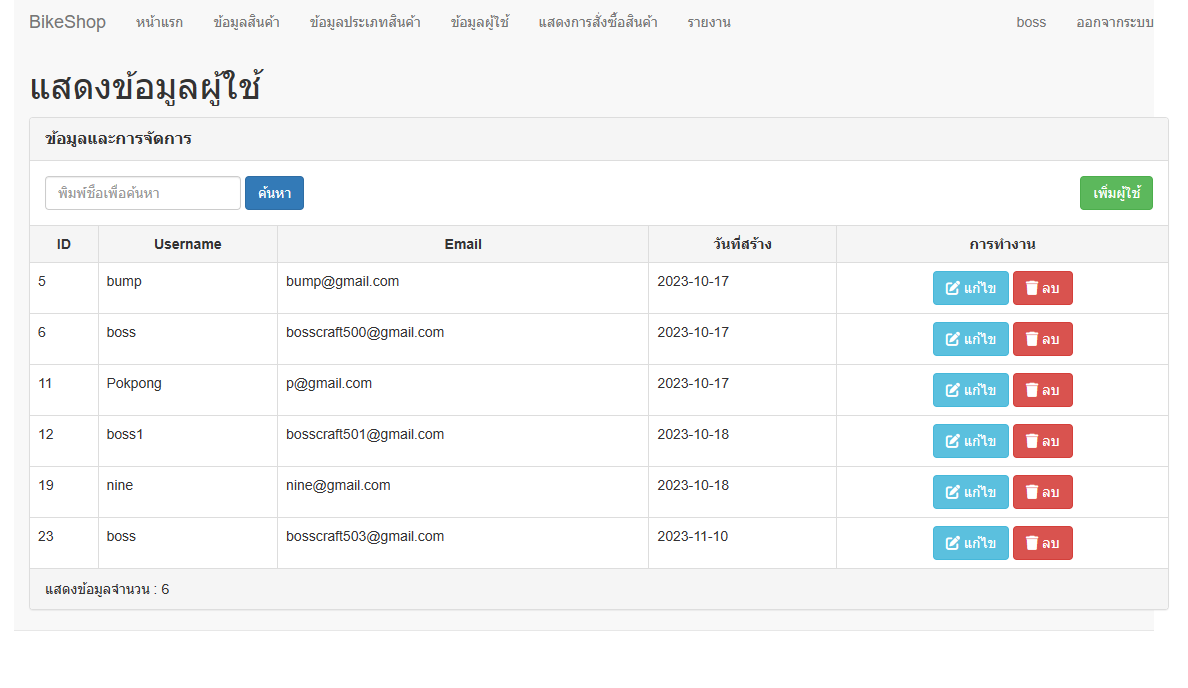 BikeShop หน้าแรก ข้อมูลสินค้า ข้อมูลประเภทสินค้า ข้อมูลผู้ใช้ แสดงการสั่งซื้อสินค้า รายงาน boss ออกจากระบบ
แสดงข้อมูลผู้ใช้
ข้อมูลและการจัดการ
พิมพ์ชื่อเพื่อค้นหา ค้นหา เพิ่มผู้ใช้
ID Username Email วันที่สร้าง การทำงาน
5 bump bump@gmail.com 2023-10-17 แก้ไข ลบ
6 boss bosscraft500@gmail.com 2023-10-17 แก้ไข ลบ
11 Pokpong p@gmail.com 2023-10-17 แก้ไข ลบ
12 boss1 bosscraft501@gmail.com 2023-10-18 แก้ไข ลบ
19 nine nine@gmail.com 2023-10-18 แก้ไข ลบ
23 boss bosscraft503@gmail.com 2023-11-10 แก้ไข ลบ
แสดงข้อมูลจำนวน : 6